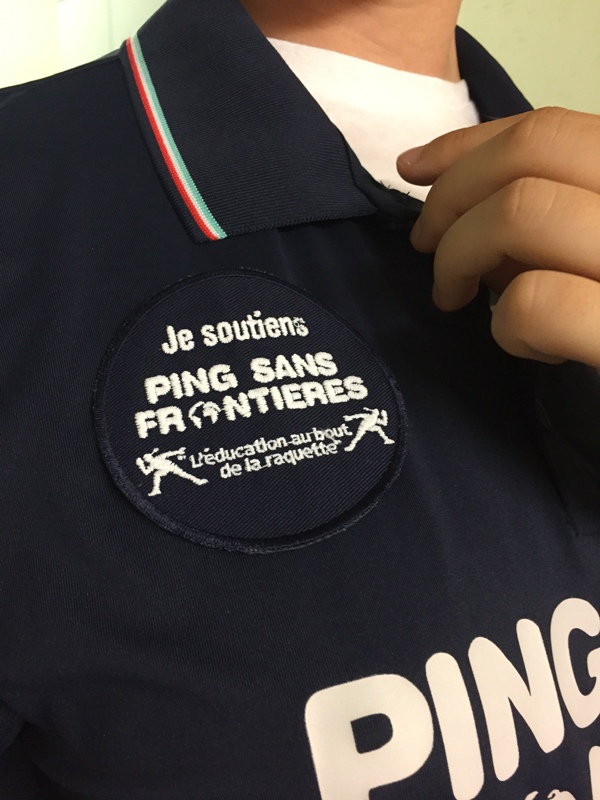 Je soutiens
PING SANS
FRONTIERES
"L'éducation au bout
de la raquette"
PING